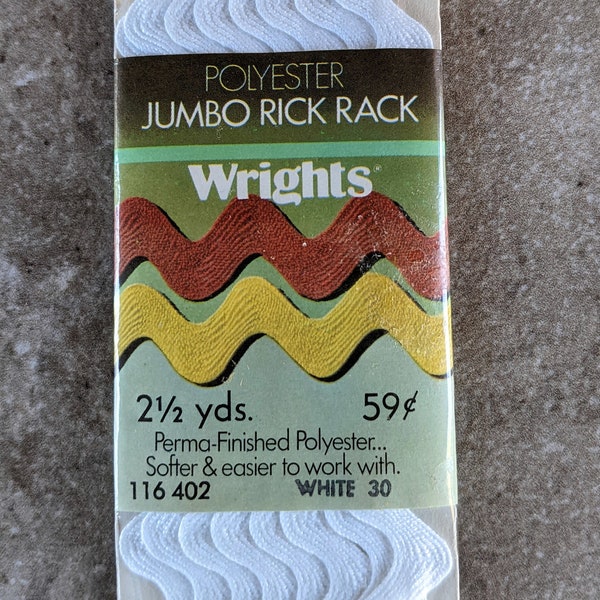 POLYESTER
JUMBO RICK RACK
Wrights®
2½ yds. 59¢
Perma-Finished Polyester...
Softer & easier to work with.
116 402 WHITE 30